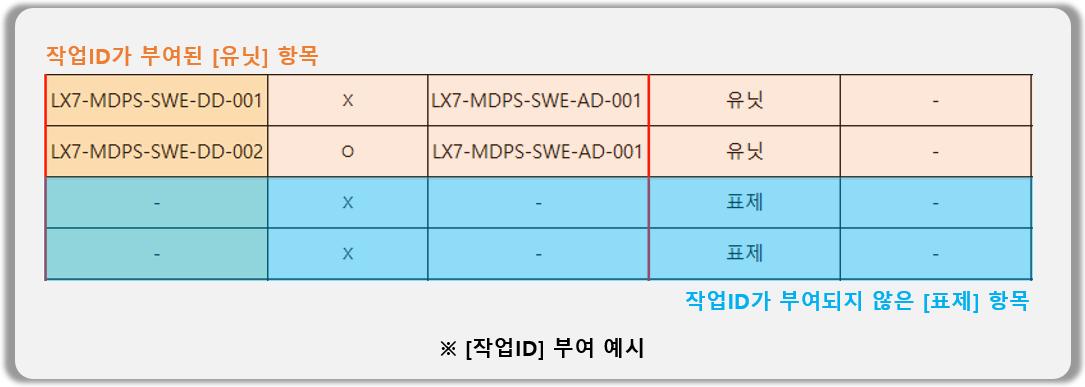 작업ID가 부여된 [유닛] 항목
LX7-MDPS-SWE-DD-001 X LX7-MDPS-SWE-AD-001 유닛 -
LX7-MDPS-SWE-DD-002 O LX7-MDPS-SWE-AD-001 유닛 -
- X - 표제 -
- X - 표제 -
작업ID가 부여되지 않은 [표제] 항목
※ [작업ID] 부여 예시